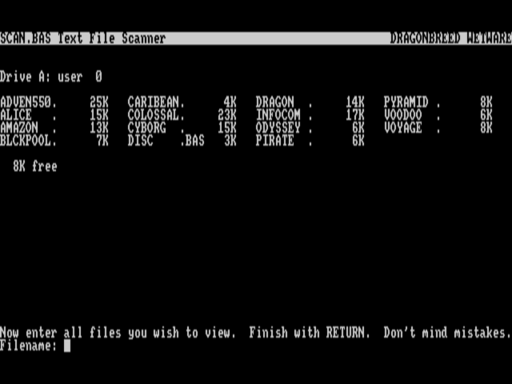 SCAN.BAS Text File Scanner DRAGONBREED WETWARE
Drive A: user 0
ADVEN550. 25K CARIBEAN. 4K DRAGON . 14K PYRAMID . 8K
ALICE . 15K COLOSSAL. 23K INFOCOM . 17K VOODOO . 6K
AMAZON . 13K CYBORG . 15K ODYSSEY . 6K VOYAGE . 8K
BLCKPOOL. 7K DISC .BAS 3K PIRATE . 6K
8K free
Now enter all files you wish to view. Finish with RETURN. Don't mind mistakes.
Filename: